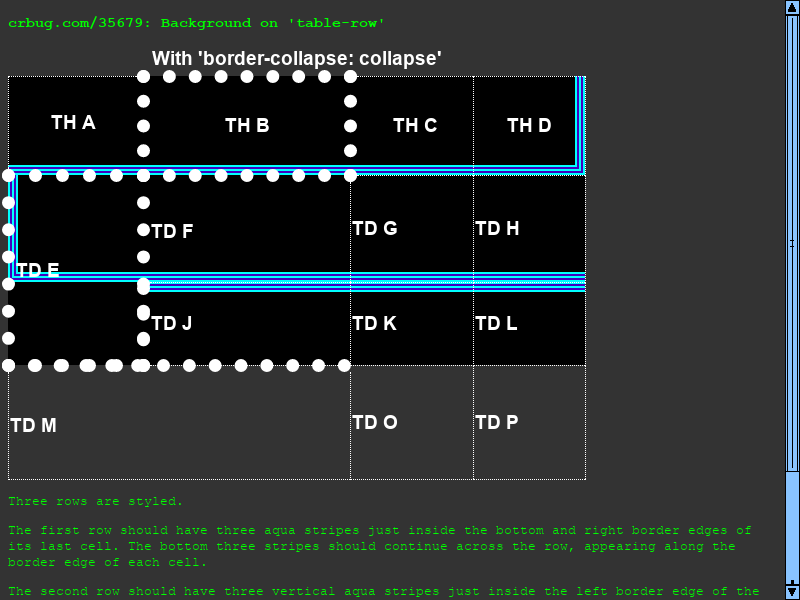 crbug.com/35679: Background on 'table-row'
With 'border-collapse: collapse'
TH A
TH B
TH C
TH D
TD E
TD F
TD G
TD H
TD J
TD K
TD L
TD M
TD O
TD P
Three rows are styled.
The first row should have three aqua stripes just inside the bottom and right border edges of
its last cell. The bottom three stripes should continue across the row, appearing along the
border edge of each cell.
The second row should have three vertical aqua stripes just inside the left border edge of the